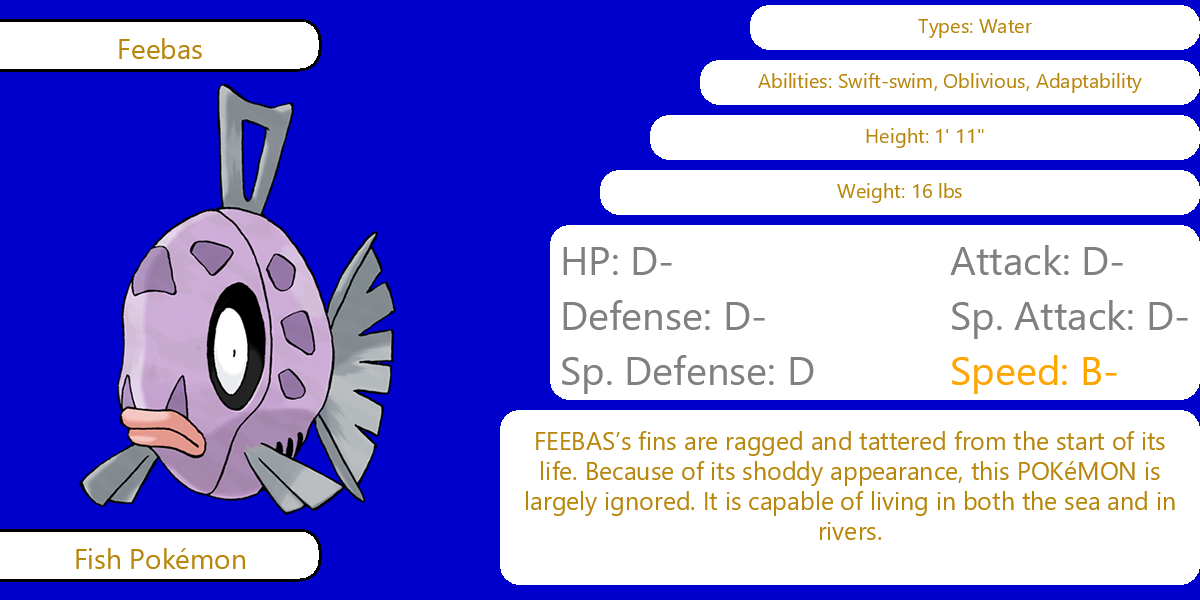 Feebas
Types: Water
Abilities: Swift-swim, Oblivious, Adaptability
Height: 1' 11"
Weight: 16 lbs
HP: D-
Attack: D-
Defense: D-
Sp. Attack: D-
Sp. Defense: D
Speed: B-
FEEBAS’s fins are ragged and tattered from the start of its
life. Because of its shoddy appearance, this POKéMON is
largely ignored. It is capable of living in both the sea and in
rivers.
Fish Pokémon